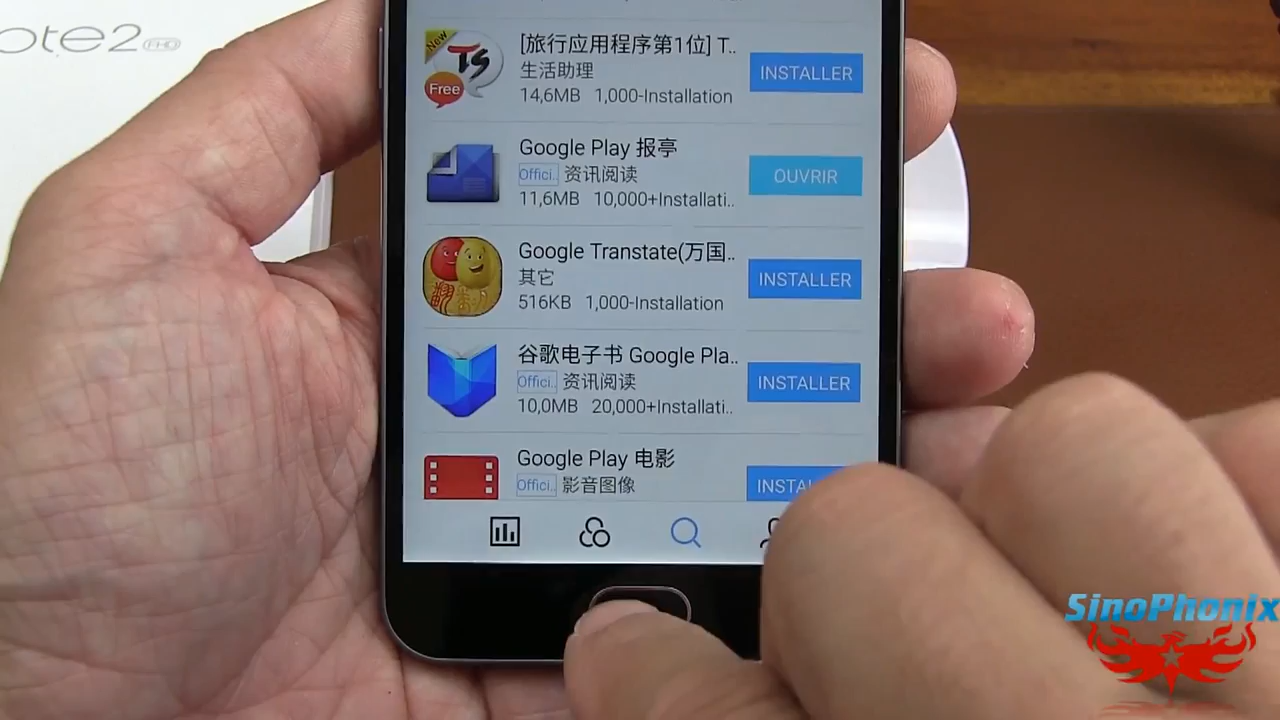 ote2 FHD
New
TS
Free
[旅行应用程序第1位] T..
生活助理
14,6MB 1,000-Installation
INSTALLER
Google Play 报亭
Offici.. 资讯阅读
11,6MB 10,000+Installati..
OUVRIR
Google Transtate(万国..
其它
516KB 1,000-Installation
INSTALLER
谷歌电子书 Google Pla..
Offici.. 资讯阅读
10,0MB 20,000+Installati..
INSTALLER
Google Play 电影
Offici.. 影音图像
INSTAL
SinoPhonix